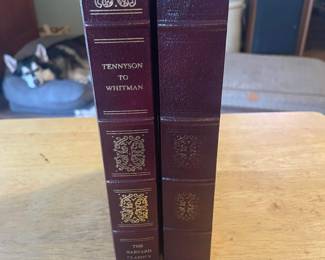 TENNYSON
TO
WHITMAN
THE
HARVARD
CLASSICS